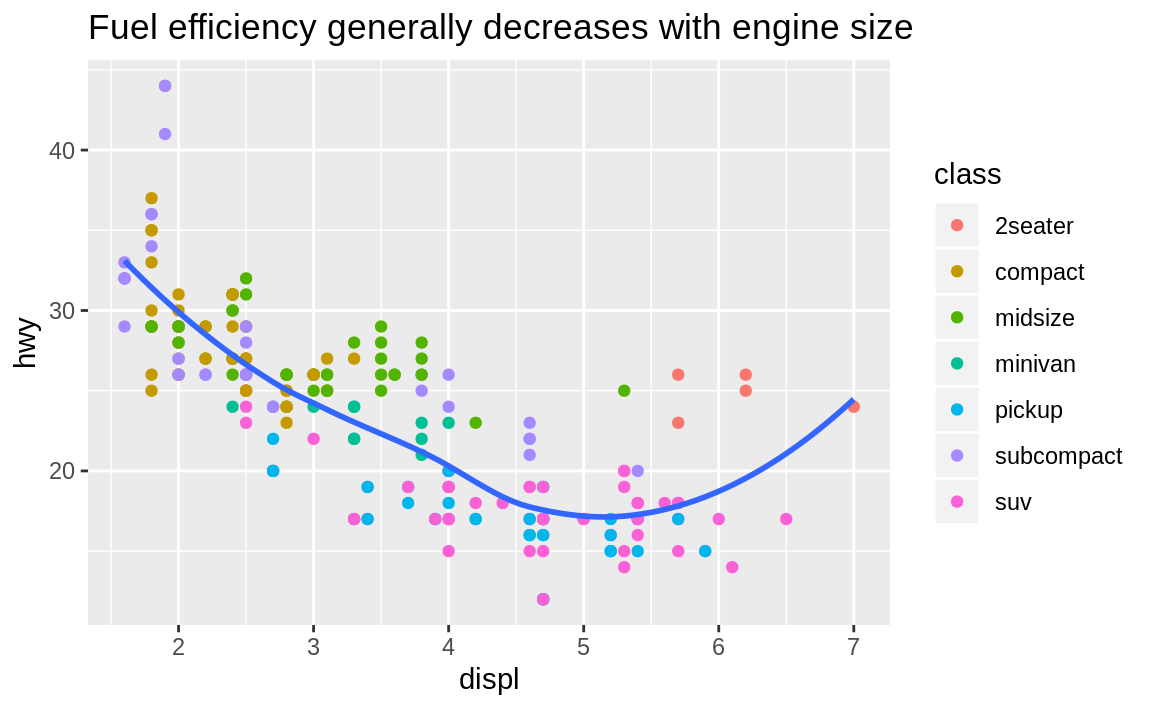 Fuel efficiency generally decreases with engine size
40
30
20
hwy
2 3 4 5 6 7
displ
class
2seater
compact
midsize
minivan
pickup
subcompact
suv